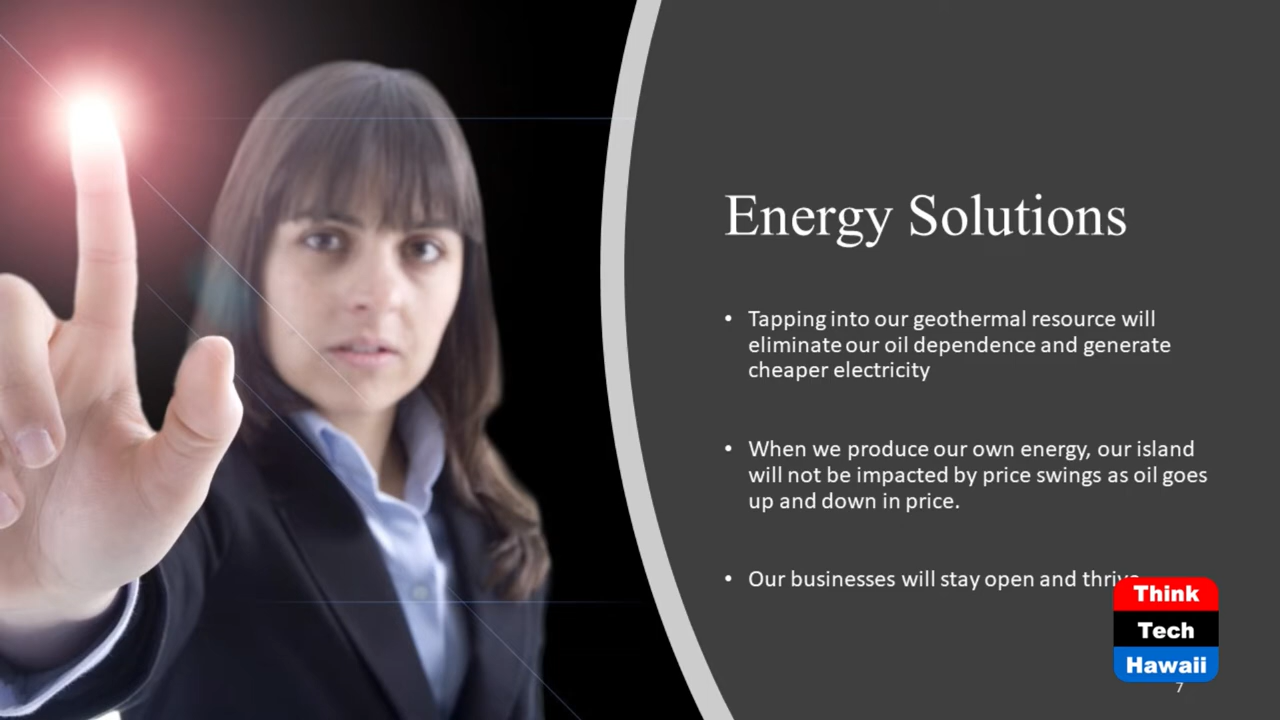 Energy Solutions
• Tapping into our geothermal resource will
eliminate our oil dependence and generate
cheaper electricity
• When we produce our own energy, our island
will not be impacted by price swings as oil goes
up and down in price.
• Our businesses will stay open and
Think
Tech
Hawaii
7